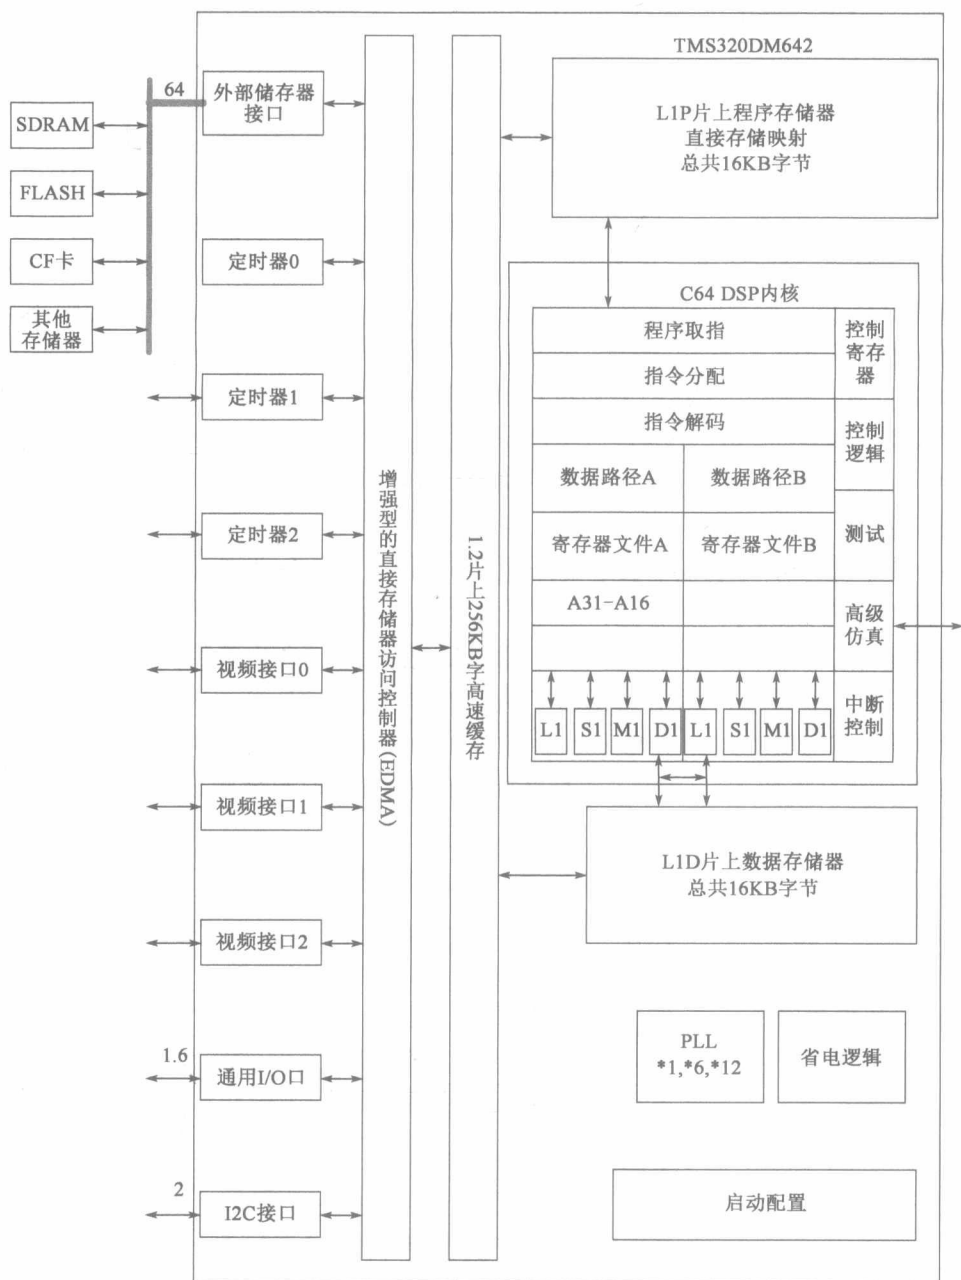 TMS320DM642
64
外部储存器
接口
SDRAM
FLASH
CF卡
其他
存储器
定时器0
定时器1
定时器2
视频接口0
视频接口1
视频接口2
1.6
通用I/O口
2
I2C接口
增强型的直接存储器访问控制器(EDMA)
1.2片上256KB字高速缓存
L1P片上程序存储器
直接存储映射
总共16KB字节
C64 DSP内核
程序取指
指令分配
指令解码
控制
寄存
器
控制
逻辑
数据路径A
数据路径B
寄存器文件A
寄存器文件B
测试
A31-A16
高级
仿真
L1
S1
M1
D1
L1
S1
M1
D1
中断
控制
L1D片上数据存储器
总共16KB字节
PLL
*1,*6,*12
省电逻辑
启动配置